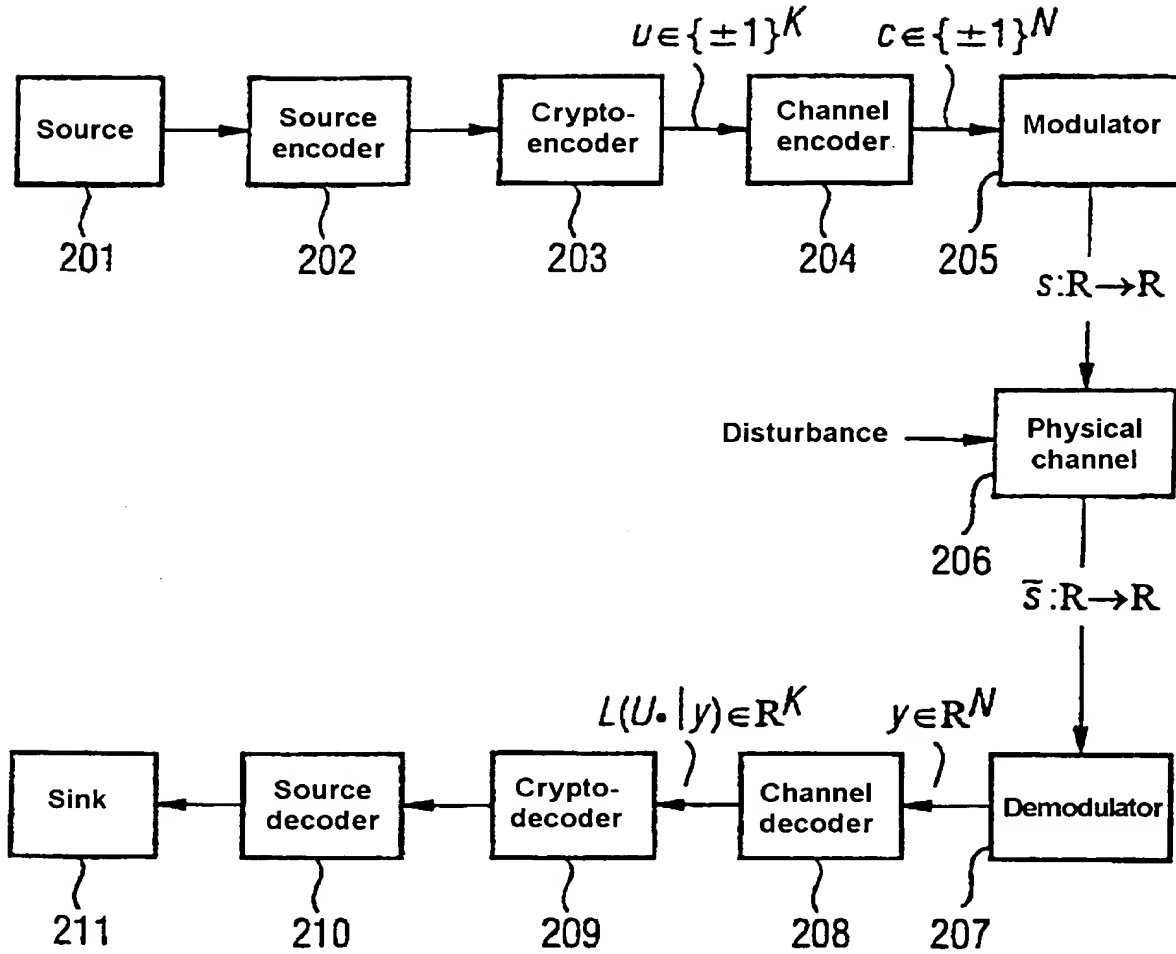 u∈{±1}^K
c∈{±1}^N
Source
Source encoder
Crypto-encoder
Channel encoder
Modulator
201
202
203
204
205
s:R→R
Disturbance
Physical channel
206
s̄:R→R
L(U•|y)∈R^K
y∈R^N
Sink
Source decoder
Crypto-decoder
Channel decoder
Demodulator
211
210
209
208
207